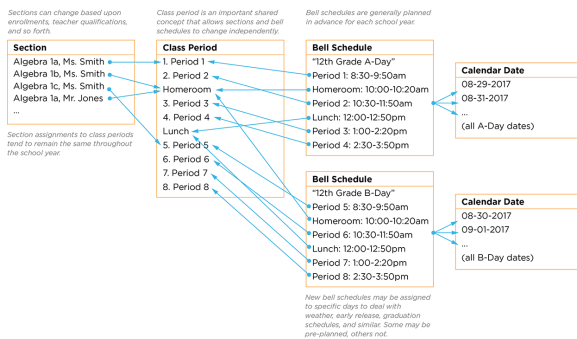 Sections can change based upon
enrollments, teacher qualifications,
and so forth.
Section
Algebra 1a, Ms. Smith
Algebra 1b, Ms. Smith
Algebra 1c, Ms. Smith
Algebra 1a, Mr. Jones
...
Section assignments to class periods
tend to remain the same throughout
the school year.
Class period is an important shared
concept that allows sections and bell
schedules to change independently.
Class Period
1. Period 1
2. Period 2
Homeroom
3. Period 3
4. Period 4
Lunch
5. Period 5
6. Period 6
7. Period 7
8. Period 8
Bell schedules are generally planned
in advance for each school year.
Bell Schedule
“12th Grade A-Day”
Period 1: 8:30-9:50am
Homeroom: 10:00-10:20am
Period 2: 10:30-11:50am
Lunch: 12:00-12:50pm
Period 3: 1:00-2:20pm
Period 4: 2:30-3:50pm
Calendar Date
08-29-2017
08-31-2017
...
(all A-Day dates)
Bell Schedule
“12th Grade B-Day”
Period 5: 8:30-9:50am
Homeroom: 10:00-10:20am
Period 6: 10:30-11:50am
Lunch: 12:00-12:50pm
Period 7: 1:00-2:20pm
Period 8: 2:30-3:50pm
New bell schedules may be assigned
to specific days to deal with
weather, early release, graduation
schedules, and similar. Some may be
pre-planned, others not.
Calendar Date
08-30-2017
09-01-2017
...
(all B-Day dates)